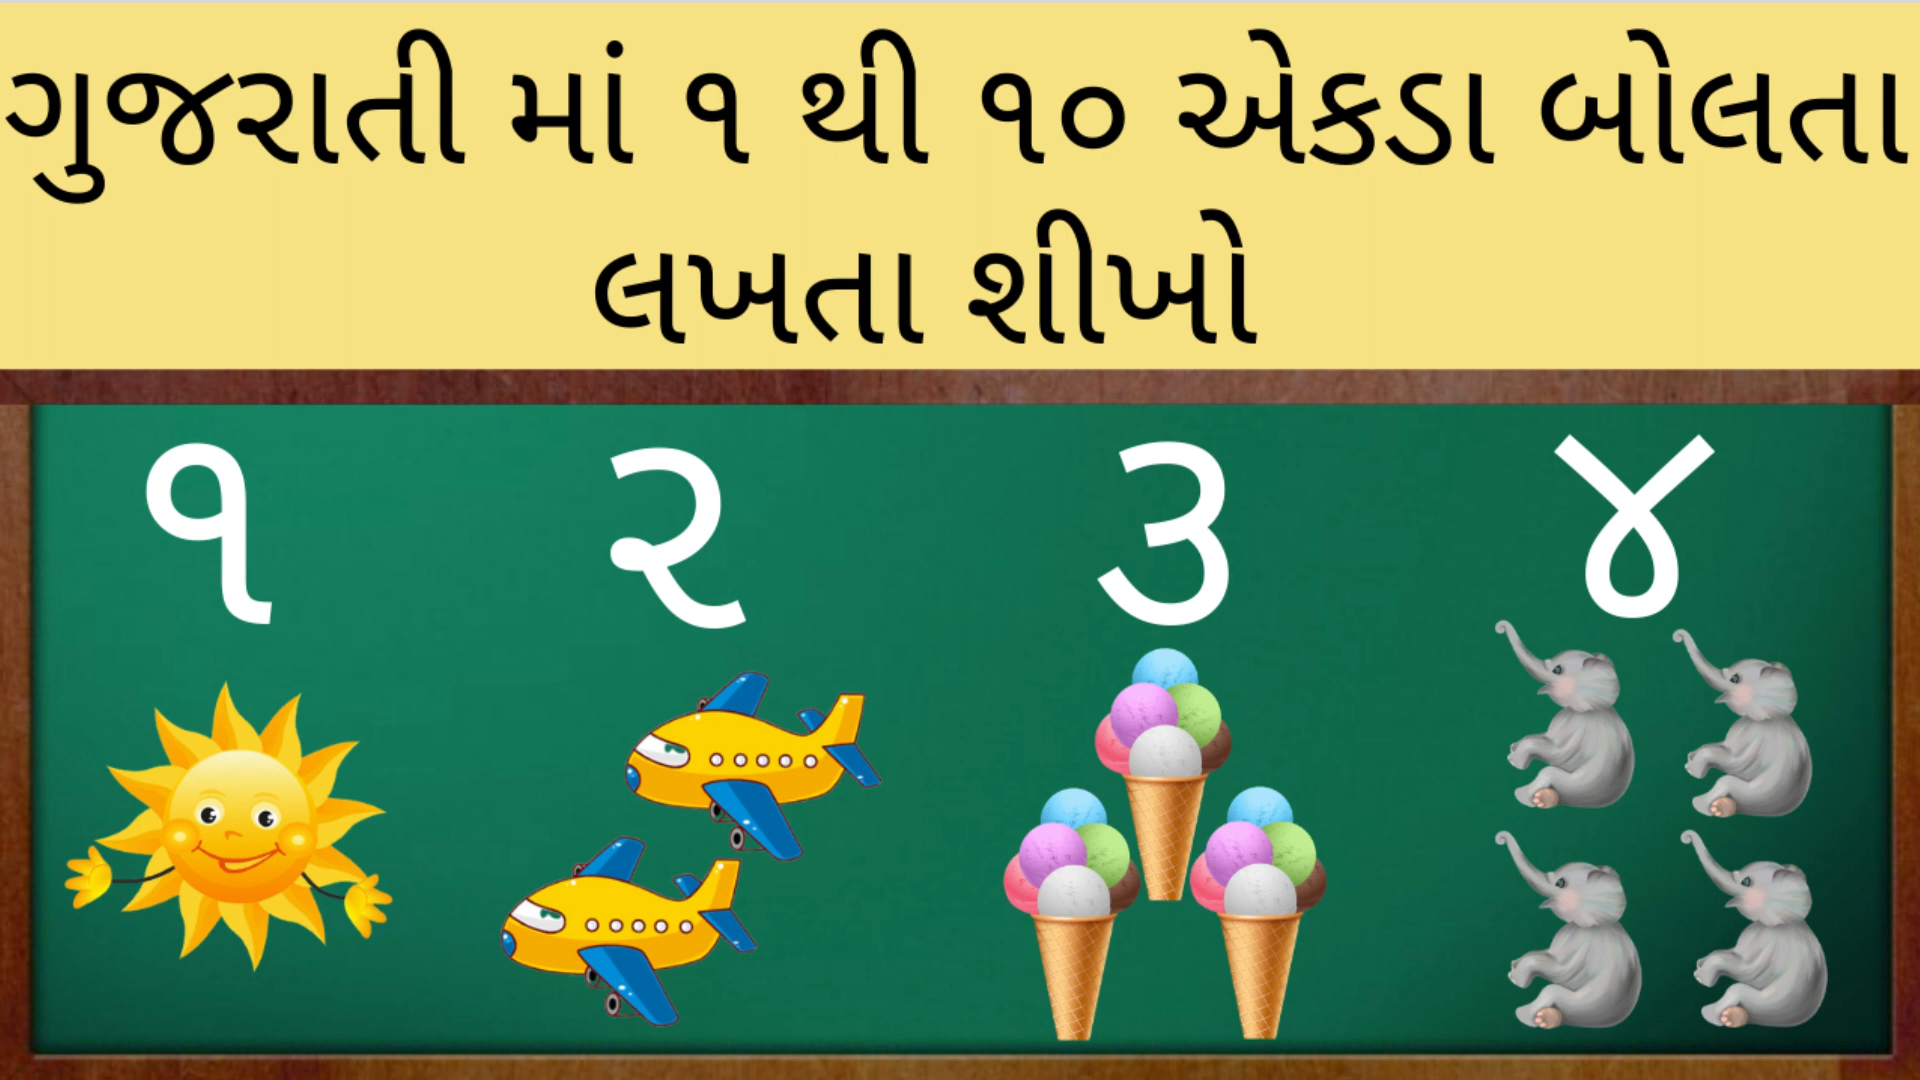 ગુજરાતી માં ૧ થી ૧૦ એકડા બોલતા
લખતા શીખો
૧ ૨ ૩ ૪